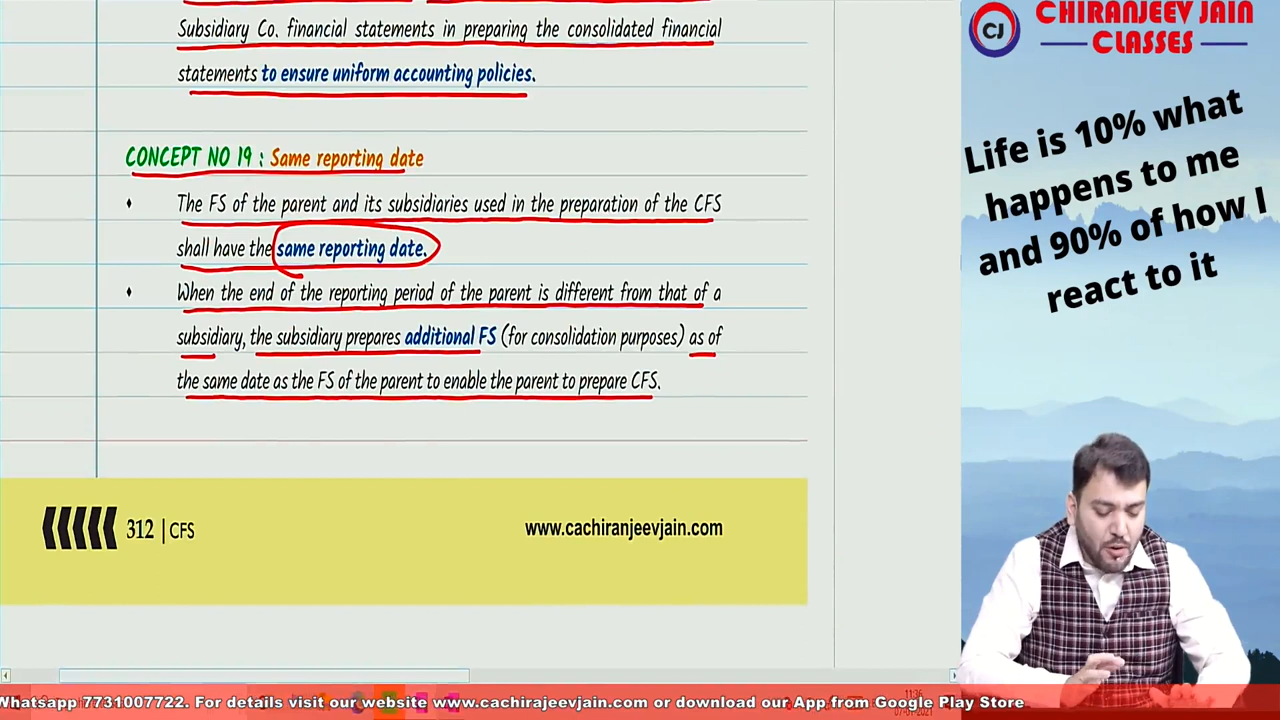 Subsidiary Co. financial statements in preparing the consolidated financial
statements to ensure uniform accounting policies.
CONCEPT NO 19 : Same reporting date
♦ The FS of the parent and its subsidiaries used in the preparation of the CFS
shall have the same reporting date.
♦ When the end of the reporting period of the parent is different from that of a
subsidiary, the subsidiary prepares additional FS (for consolidation purposes) as of
the same date as the FS of the parent to enable the parent to prepare CFS.
312 | CFS
www.cachiranjeevjain.com
CJ
CHIRANJEEV JAIN
CLASSES
Life is 10% what
happens to me
and 90% of how I
react to it
Whatsapp 7731007722. For details visit our website www.cachirajeevjain.com or download our App from Google Play Store
11:36